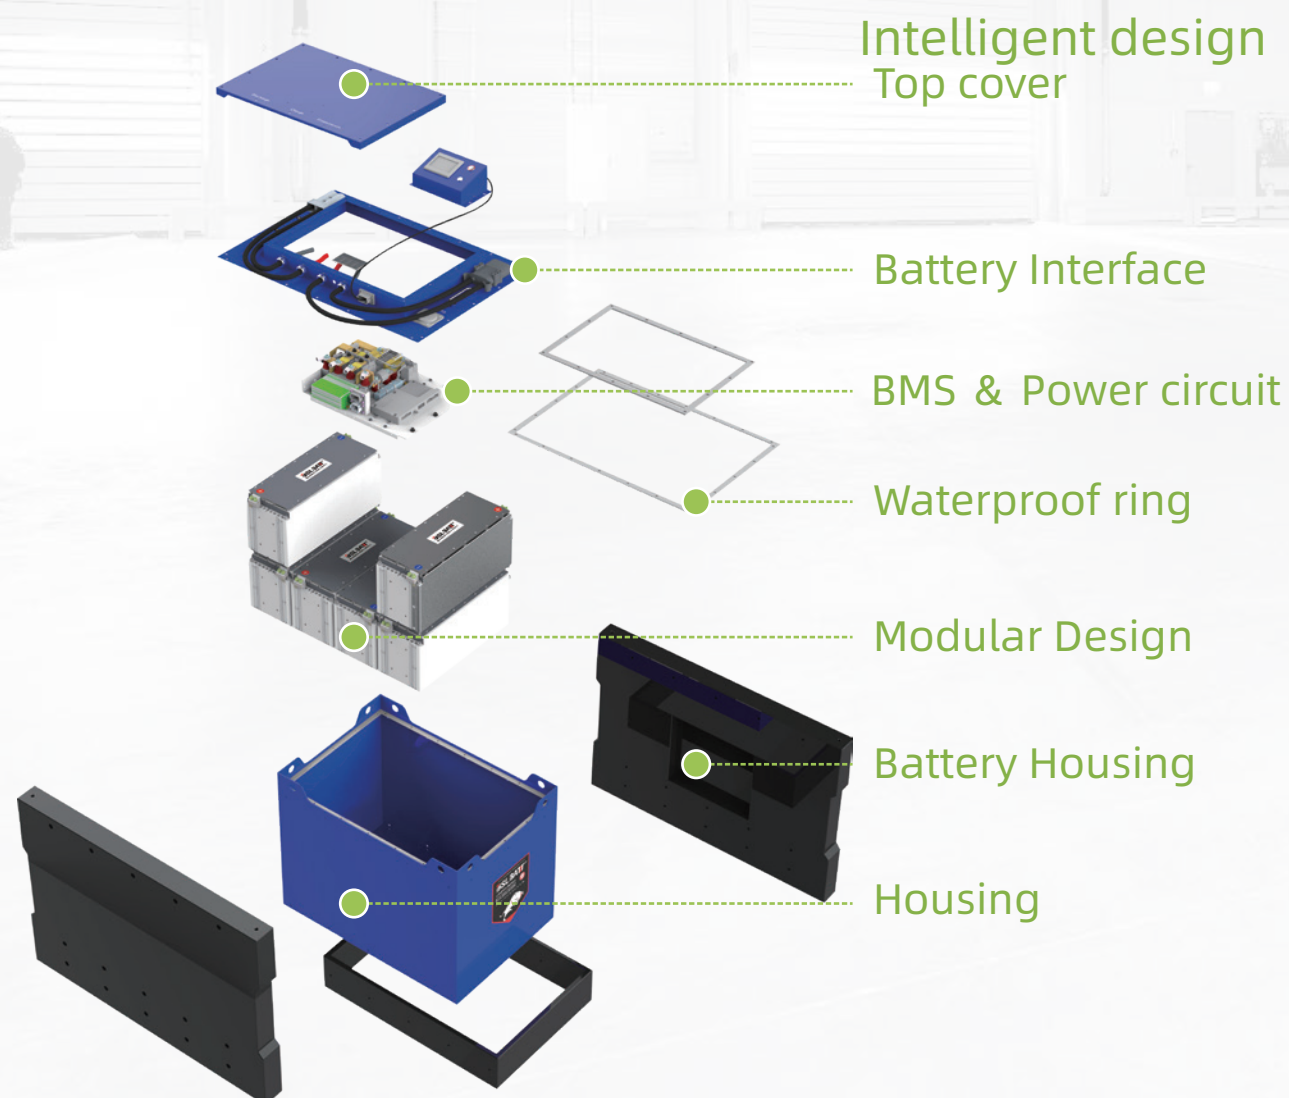 Intelligent design
Top cover
Battery Interface
BMS & Power circuit
Waterproof ring
Modular Design
Battery Housing
Housing